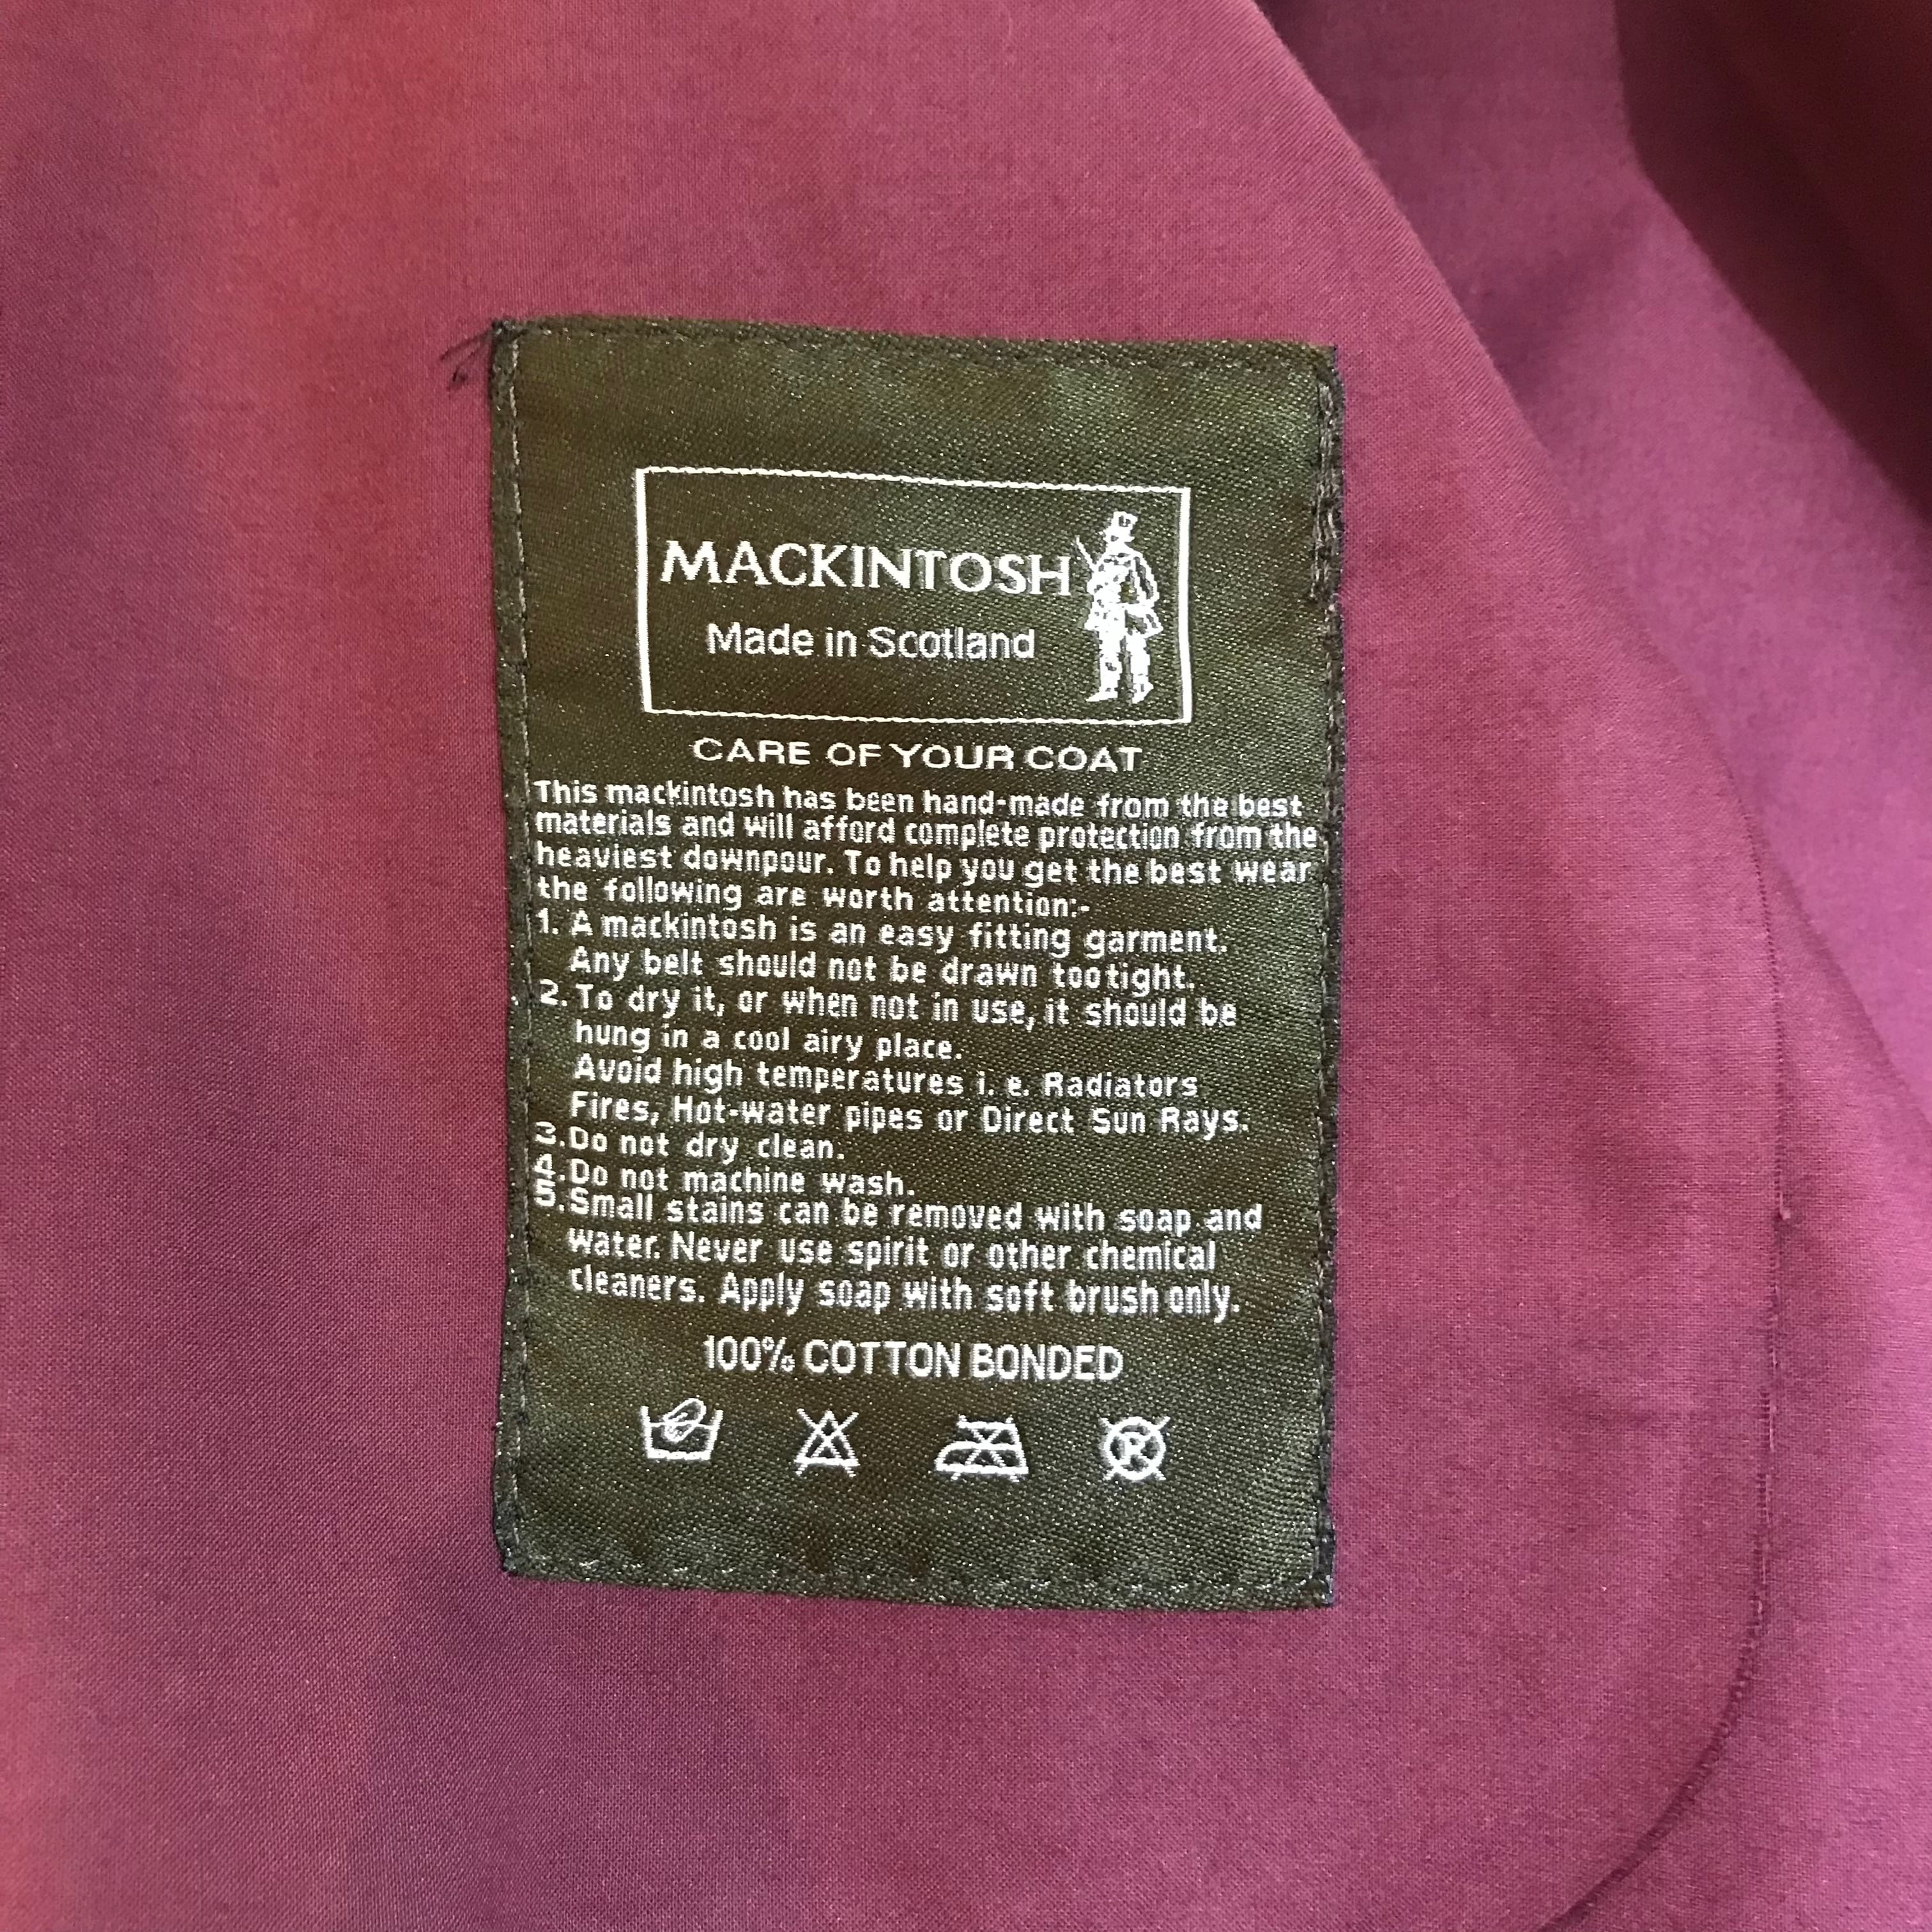 MACKINTOSH
Made in Scotland
CARE OF YOUR COAT
This mackintosh has been hand-made from the best
materials and will afford complete protection from the
heaviest downpour. To help you get the best wear
the following are worth attention:-
1. A mackintosh is an easy fitting garment.
Any belt should not be drawn too tight.
2. To dry it, or when not in use, it should be
hung in a cool airy place.
Avoid high temperatures i. e. Radiators
Fires, Hot-water pipes or Direct Sun Rays.
3. Do not dry clean.
4. Do not machine wash.
5. Small stains can be removed with soap and
water. Never use spirit or other chemical
cleaners. Apply soap with soft brush only.
100% COTTON BONDED
R